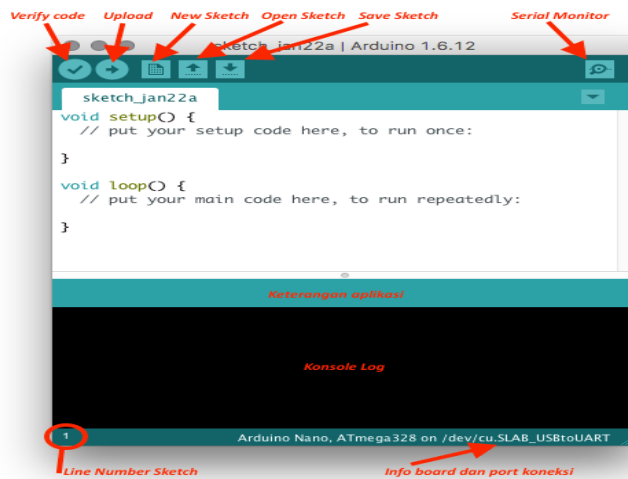 Verify code Upload New Sketch Open Sketch Save Sketch Serial Monitor
sketch_jan22a | Arduino 1.6.12
sketch_jan22a
void setup() {
// put your setup code here, to run once:
}
void loop() {
// put your main code here, to run repeatedly:
}
Keterangan aplikasi
Konsole Log
1 Arduino Nano, ATmega328 on /dev/cu.SLAB_USBtoUART
Line Number Sketch Info board dan port koneksi